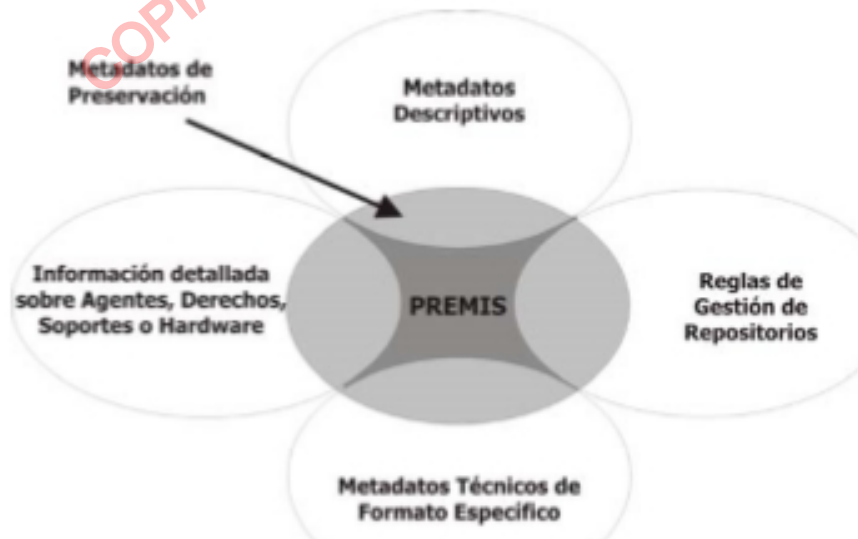 COPIA
Metadatos de
Preservación
Metadatos
Descriptivos
Información detallada
sobre Agentes, Derechos,
Soportes o Hardware
PREMIS
Reglas de
Gestión de
Repositorios
Metadatos Técnicos de
Formato Específico